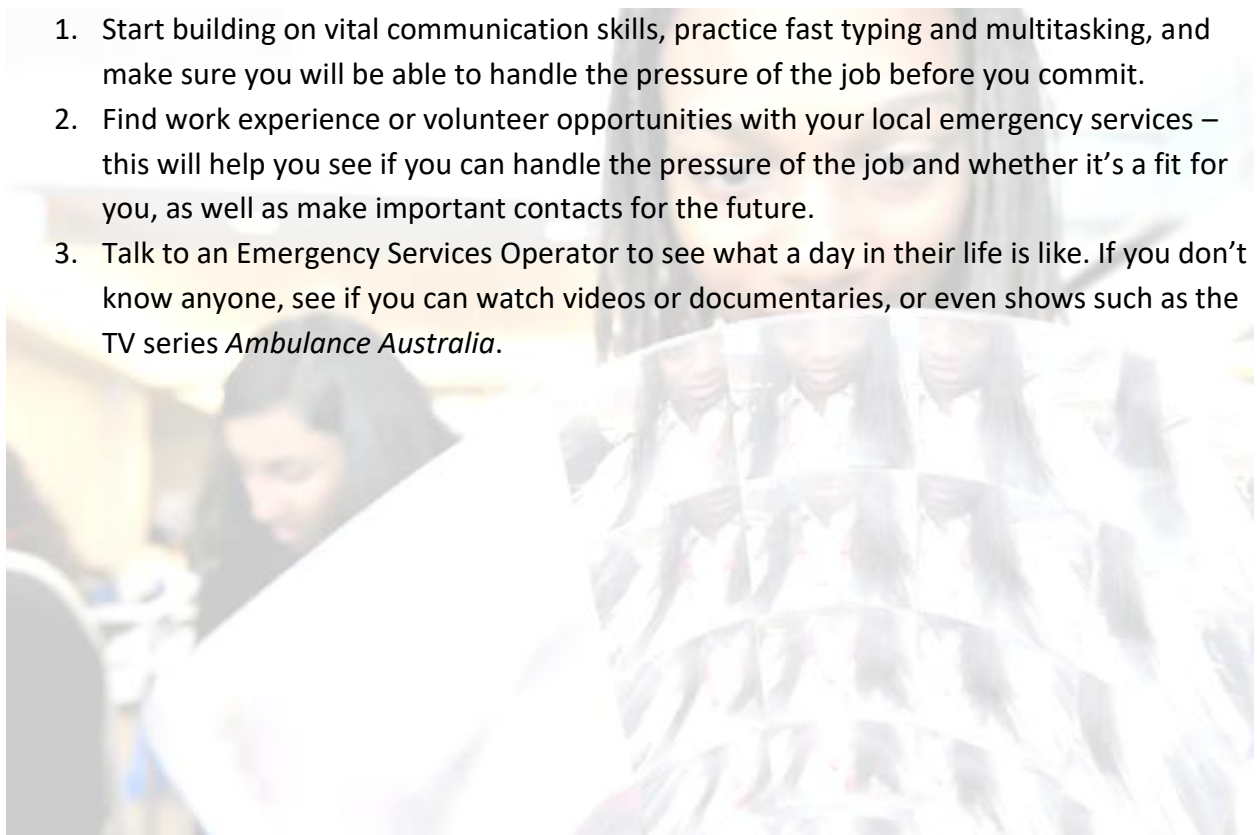 1. Start building on vital communication skills, practice fast typing and multitasking, and
make sure you will be able to handle the pressure of the job before you commit.
2. Find work experience or volunteer opportunities with your local emergency services –
this will help you see if you can handle the pressure of the job and whether it’s a fit for
you, as well as make important contacts for the future.
3. Talk to an Emergency Services Operator to see what a day in their life is like. If you don’t
know anyone, see if you can watch videos or documentaries, or even shows such as the
TV series Ambulance Australia.